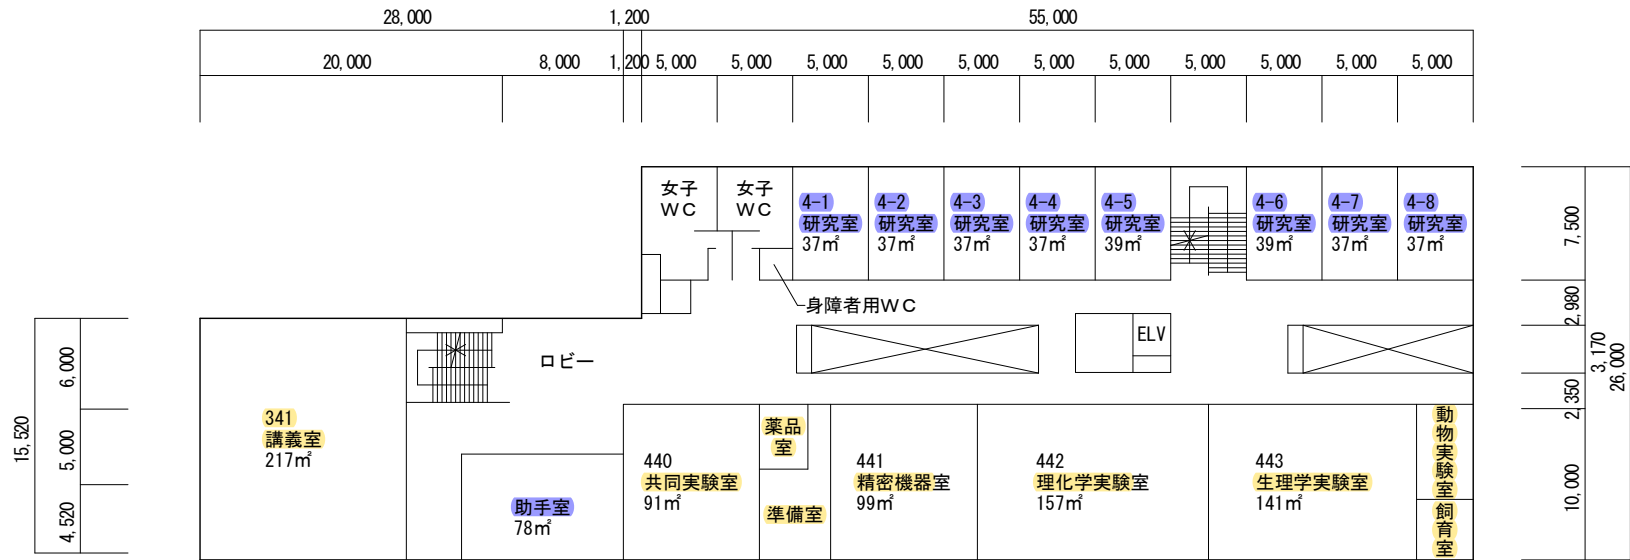 28,000
1,200
55,000
20,000
8,000
1,200
5,000
5,000
5,000
5,000
5,000
5,000
5,000
5,000
5,000
5,000
5,000
女子
WC
女子
WC
4-1
研究室
37㎡
4-2
研究室
37㎡
4-3
研究室
37㎡
4-4
研究室
37㎡
4-5
研究室
39㎡
4-6
研究室
39㎡
4-7
研究室
37㎡
4-8
研究室
37㎡
身障者用WC
ELV
ロビー
341
講義室
217㎡
助手室
78㎡
440
共同実験室
91㎡
薬品
室
準備室
441
精密機器室
99㎡
442
理化学実験室
157㎡
443
生理学実験室
141㎡
動物実験室
飼育室
15,520
6,000
5,000
4,520
7,500
2,980
3,170
2,350
10,000
26,000